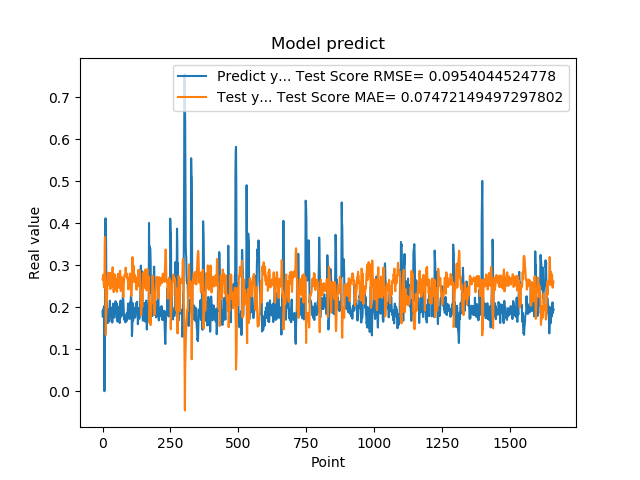 Model predict
Predict y... Test Score RMSE= 0.0954044524778
Test y... Test Score MAE= 0.07472149497297802
Real value
0.7
0.6
0.5
0.4
0.3
0.2
0.1
0.0
0 250 500 750 1000 1250 1500
Point